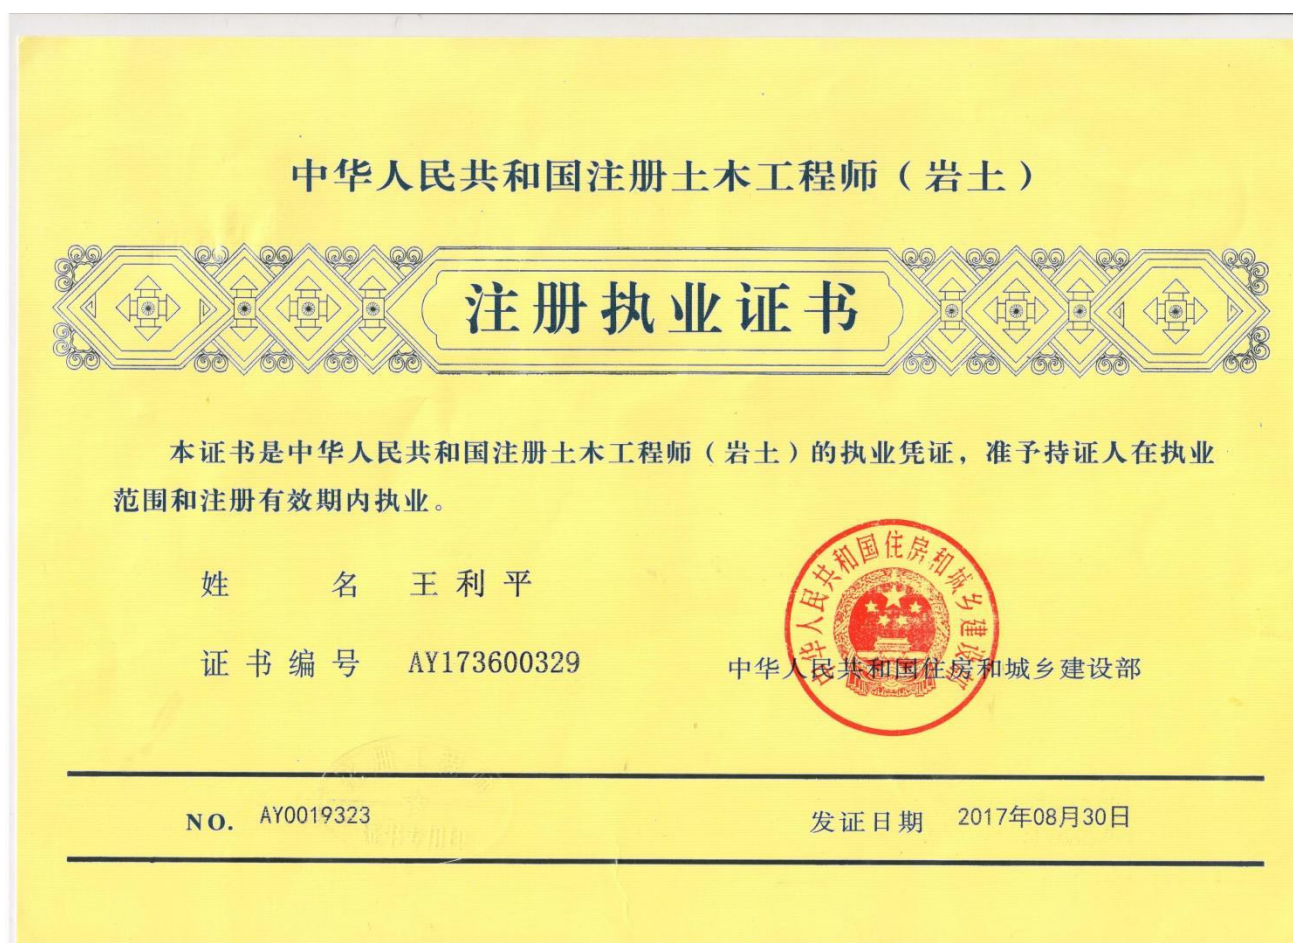 中华人民共和国注册土木工程师（岩土）
注册执业证书
本证书是中华人民共和国注册土木工程师（岩土）的执业凭证，准予持证人在执业
范围和注册有效期内执业。
姓 名 王利平
证书编号 AY173600329
中华人民共和国住房和城乡建设部
中华人民共和国住房和城乡建设部
NO. AY0019323
发证日期 2017年08月30日